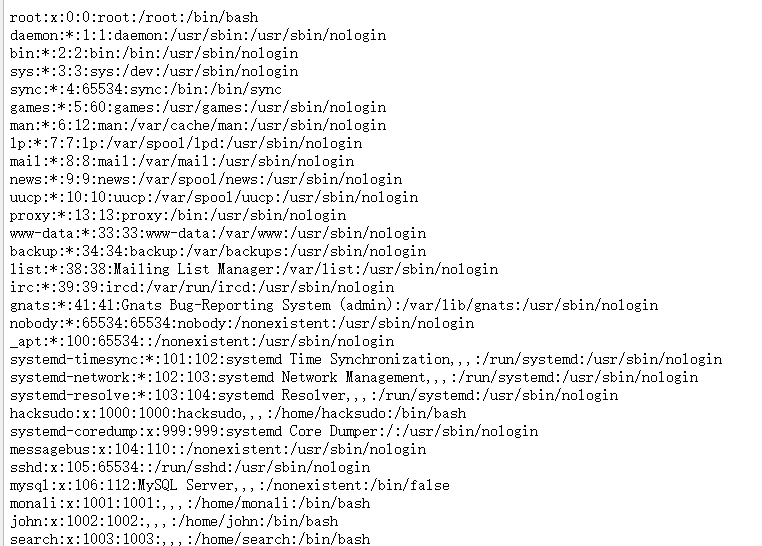 root:x:0:0:root:/root:/bin/bash
daemon:*:1:1:daemon:/usr/sbin:/usr/sbin/nologin
bin:*:2:2:bin:/bin:/usr/sbin/nologin
sys:*:3:3:sys:/dev:/usr/sbin/nologin
sync:*:4:65534:sync:/bin:/bin/sync
games:*:5:60:games:/usr/games:/usr/sbin/nologin
man:*:6:12:man:/var/cache/man:/usr/sbin/nologin
lp:*:7:7:lp:/var/spool/lpd:/usr/sbin/nologin
mail:*:8:8:mail:/var/mail:/usr/sbin/nologin
news:*:9:9:news:/var/spool/news:/usr/sbin/nologin
uucp:*:10:10:uucp:/var/spool/uucp:/usr/sbin/nologin
proxy:*:13:13:proxy:/bin:/usr/sbin/nologin
www-data:*:33:33:www-data:/var/www:/usr/sbin/nologin
backup:*:34:34:backup:/var/backups:/usr/sbin/nologin
list:*:38:38:Mailing List Manager:/var/list:/usr/sbin/nologin
irc:*:39:39:ircd:/var/run/ircd:/usr/sbin/nologin
gnats:*:41:41:Gnats Bug-Reporting System (admin):/var/lib/gnats:/usr/sbin/nologin
nobody:*:65534:65534:nobody:/nonexistent:/usr/sbin/nologin
_apt:*:100:65534::/nonexistent:/usr/sbin/nologin
systemd-timesync:*:101:102:systemd Time Synchronization,,,:/run/systemd:/usr/sbin/nologin
systemd-network:*:102:103:systemd Network Management,,,:/run/systemd:/usr/sbin/nologin
systemd-resolve:*:103:104:systemd Resolver,,,:/run/systemd:/usr/sbin/nologin
hacksudo:x:1000:1000:hacksudo,,,:/home/hacksudo:/bin/bash
systemd-coredump:x:999:999:systemd Core Dumper:/:/usr/sbin/nologin
messagebus:x:104:110::/nonexistent:/usr/sbin/nologin
sshd:x:105:65534::/run/sshd:/usr/sbin/nologin
mysql:x:106:112:MySQL Server,,,:/nonexistent:/bin/false
monali:x:1001:1001:,,,:/home/monali:/bin/bash
john:x:1002:1002:,,,:/home/john:/bin/bash
search:x:1003:1003:,,,:/home/search:/bin/bash